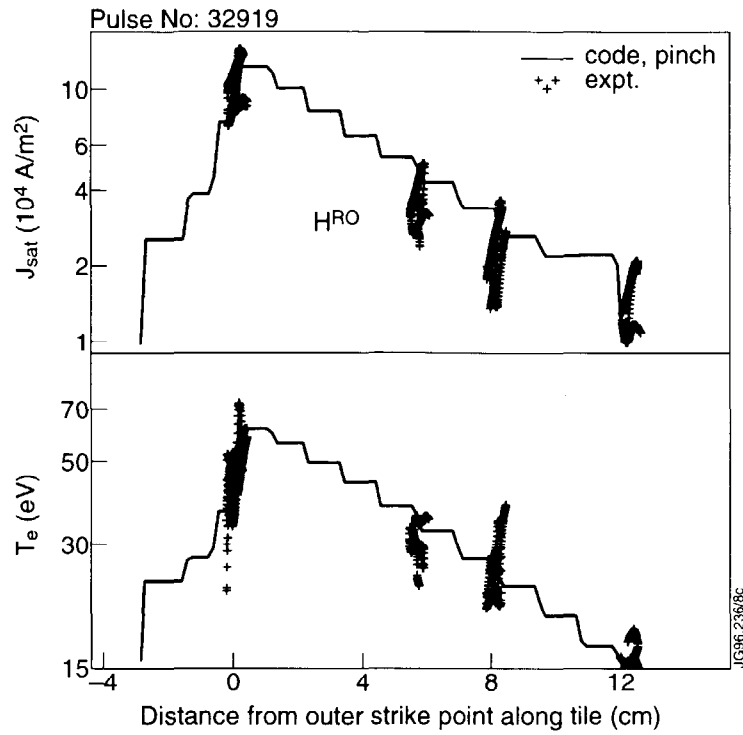 Pulse No: 32919
code, pinch
expt.
10
6
4
2
1
J_sat (10^4 A/m^2)
H^RO
70
50
30
15
T_e (eV)
–4
0
4
8
12
Distance from outer strike point along tile (cm)
JG96.236/8c